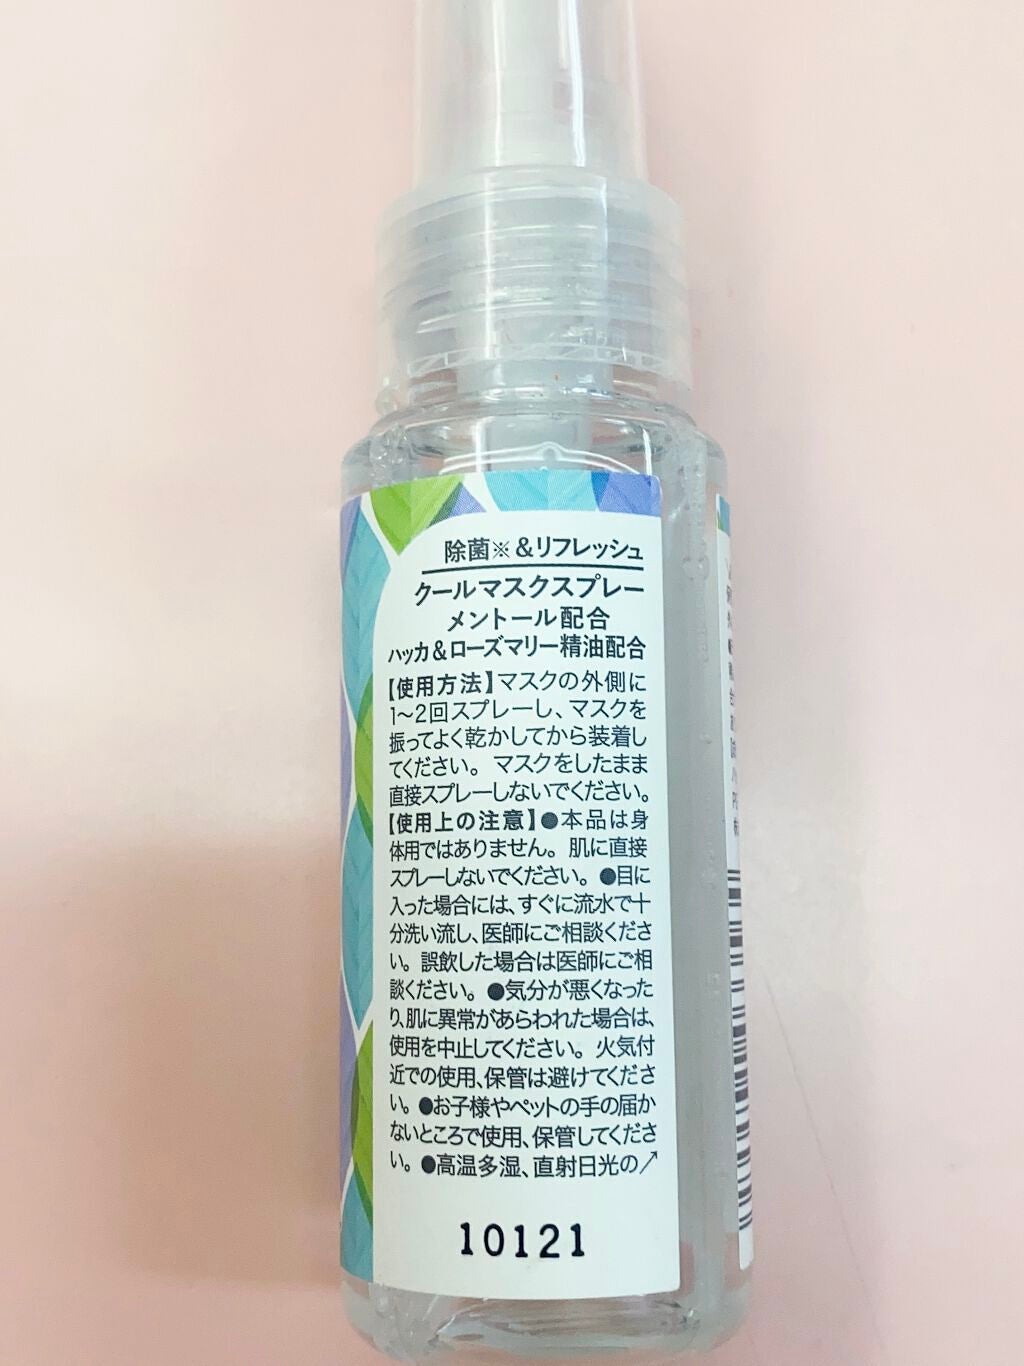 除菌※&リフレッシュ
クールマスクスプレー
メントール配合
ハッカ&ローズマリー精油配合
【使用方法】マスクの外側に
1〜2回スプレーし、マスクを
振ってよく乾かしてから装着し
てください。マスクをしたまま
直接スプレーしないでください。
【使用上の注意】●本品は身
体用ではありません。肌に直接
スプレーしないでください。●目に
入った場合には、すぐに流水で十
分洗い流し、医師にご相談くださ
い。誤飲した場合は医師にご相
談ください。●気分が悪くなった
り、肌に異常があらわれた場合は、
使用を中止してください。火気付
近での使用、保管は避けてくださ
い。●お子様やペットの手の届か
ないところで使用、保管してくださ
い。●高温多湿、直射日光の↗
10121